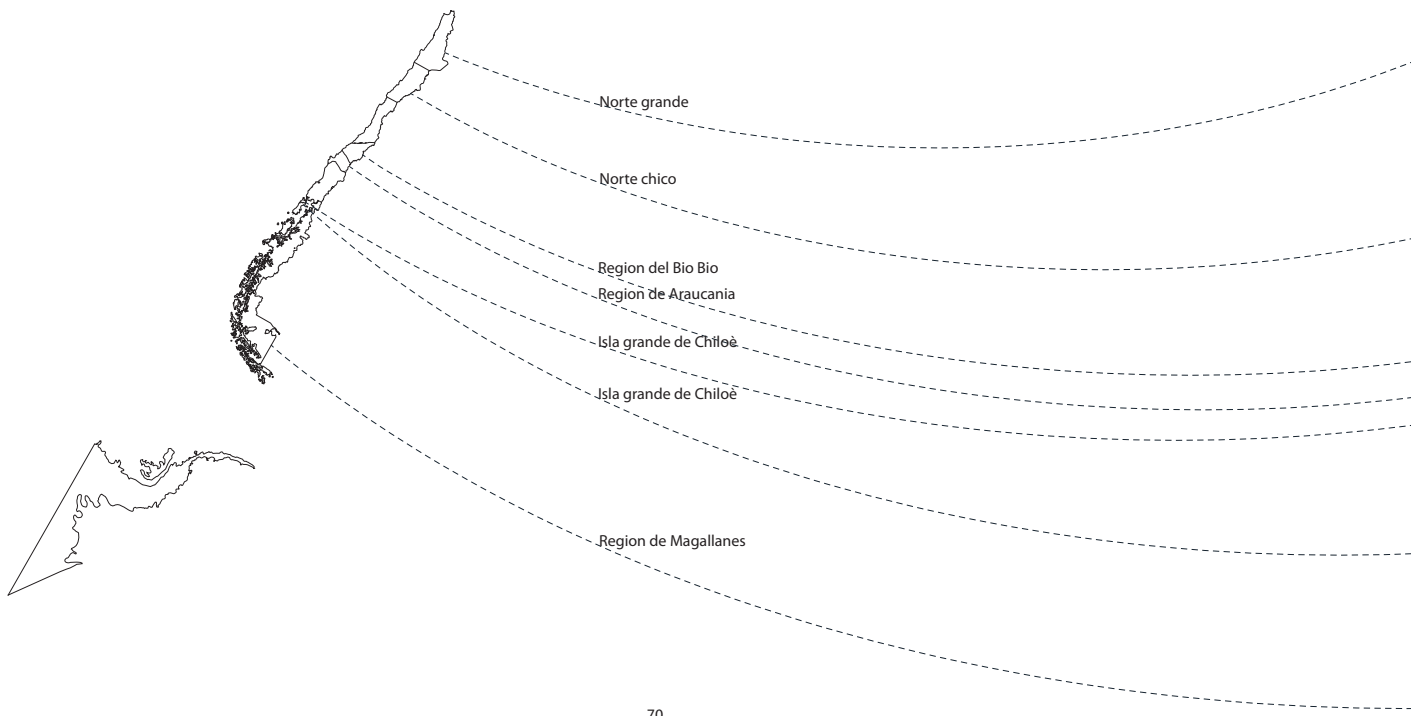 Norte grande
Norte chico
Region del Bio Bio
Region de Araucania
Isla grande de Chiloè
Isla grande de Chiloè
Region de Magallanes
70